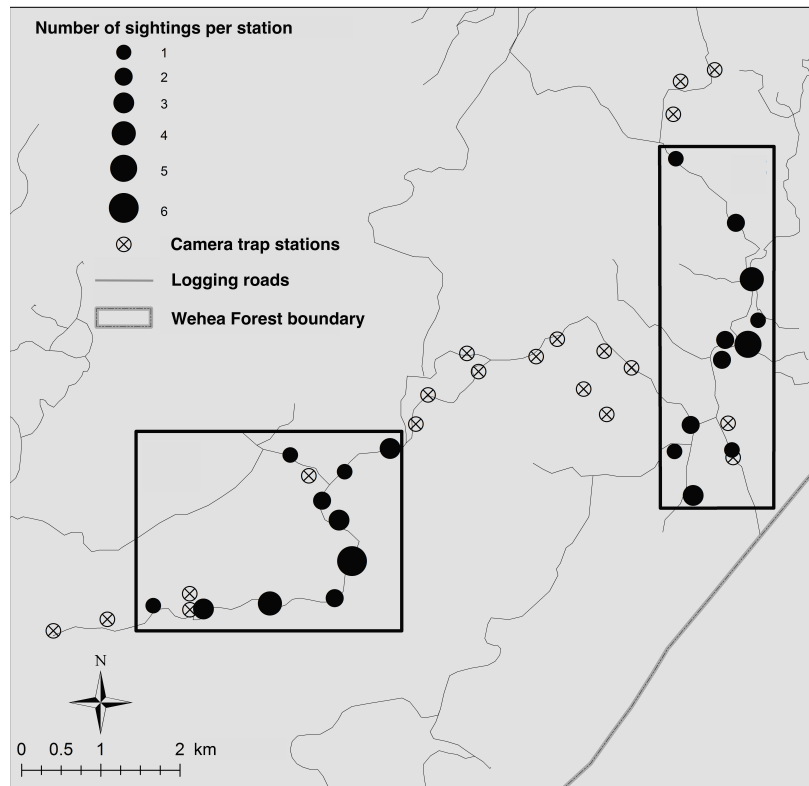 Number of sightings per station
1
2
3
4
5
6
Camera trap stations
Logging roads
Wehea Forest boundary
N
0 0.5 1 2 km